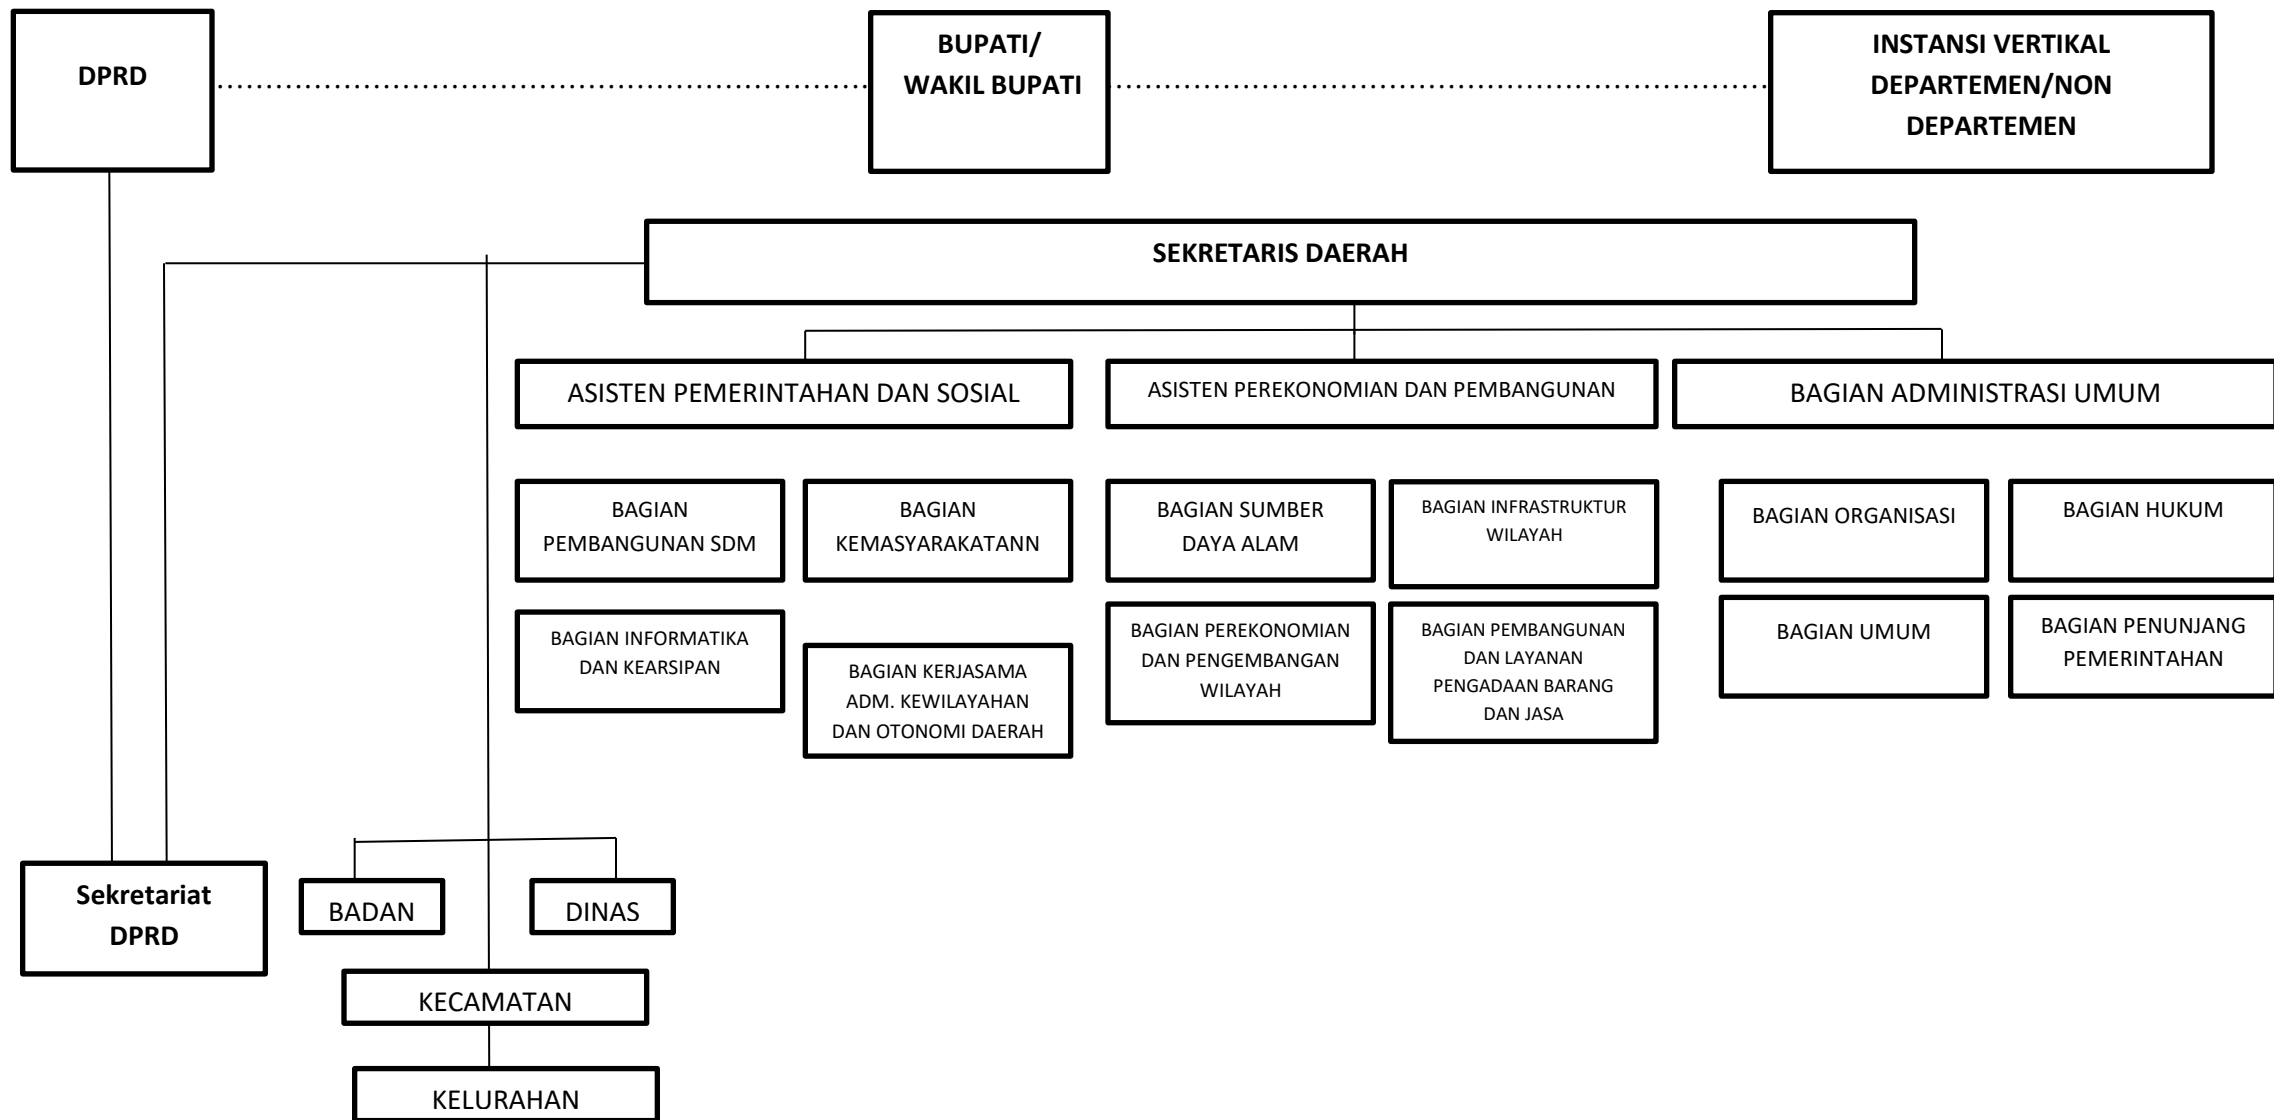 DPRD
BUPATI/
WAKIL BUPATI
INSTANSI VERTIKAL
DEPARTEMEN/NON
DEPARTEMEN
SEKRETARIS DAERAH
ASISTEN PEMERINTAHAN DAN SOSIAL
ASISTEN PEREKONOMIAN DAN PEMBANGUNAN
BAGIAN ADMINISTRASI UMUM
BAGIAN
PEMBANGUNAN SDM
BAGIAN
KEMASYARAKATANN
BAGIAN SUMBER
DAYA ALAM
BAGIAN INFRASTRUKTUR
WILAYAH
BAGIAN ORGANISASI
BAGIAN HUKUM
BAGIAN INFORMATIKA
DAN KEARSIPAN
BAGIAN KERJASAMA
ADM. KEWILAYAHAN
DAN OTONOMI DAERAH
BAGIAN PEREKONOMIAN
DAN PENGEMBANGAN
WILAYAH
BAGIAN PEMBANGUNAN
DAN LAYANAN
PENGADAAN BARANG
DAN JASA
BAGIAN UMUM
BAGIAN PENUNJANG
PEMERINTAHAN
Sekretariat
DPRD
BADAN
DINAS
KECAMATAN
KELURAHAN